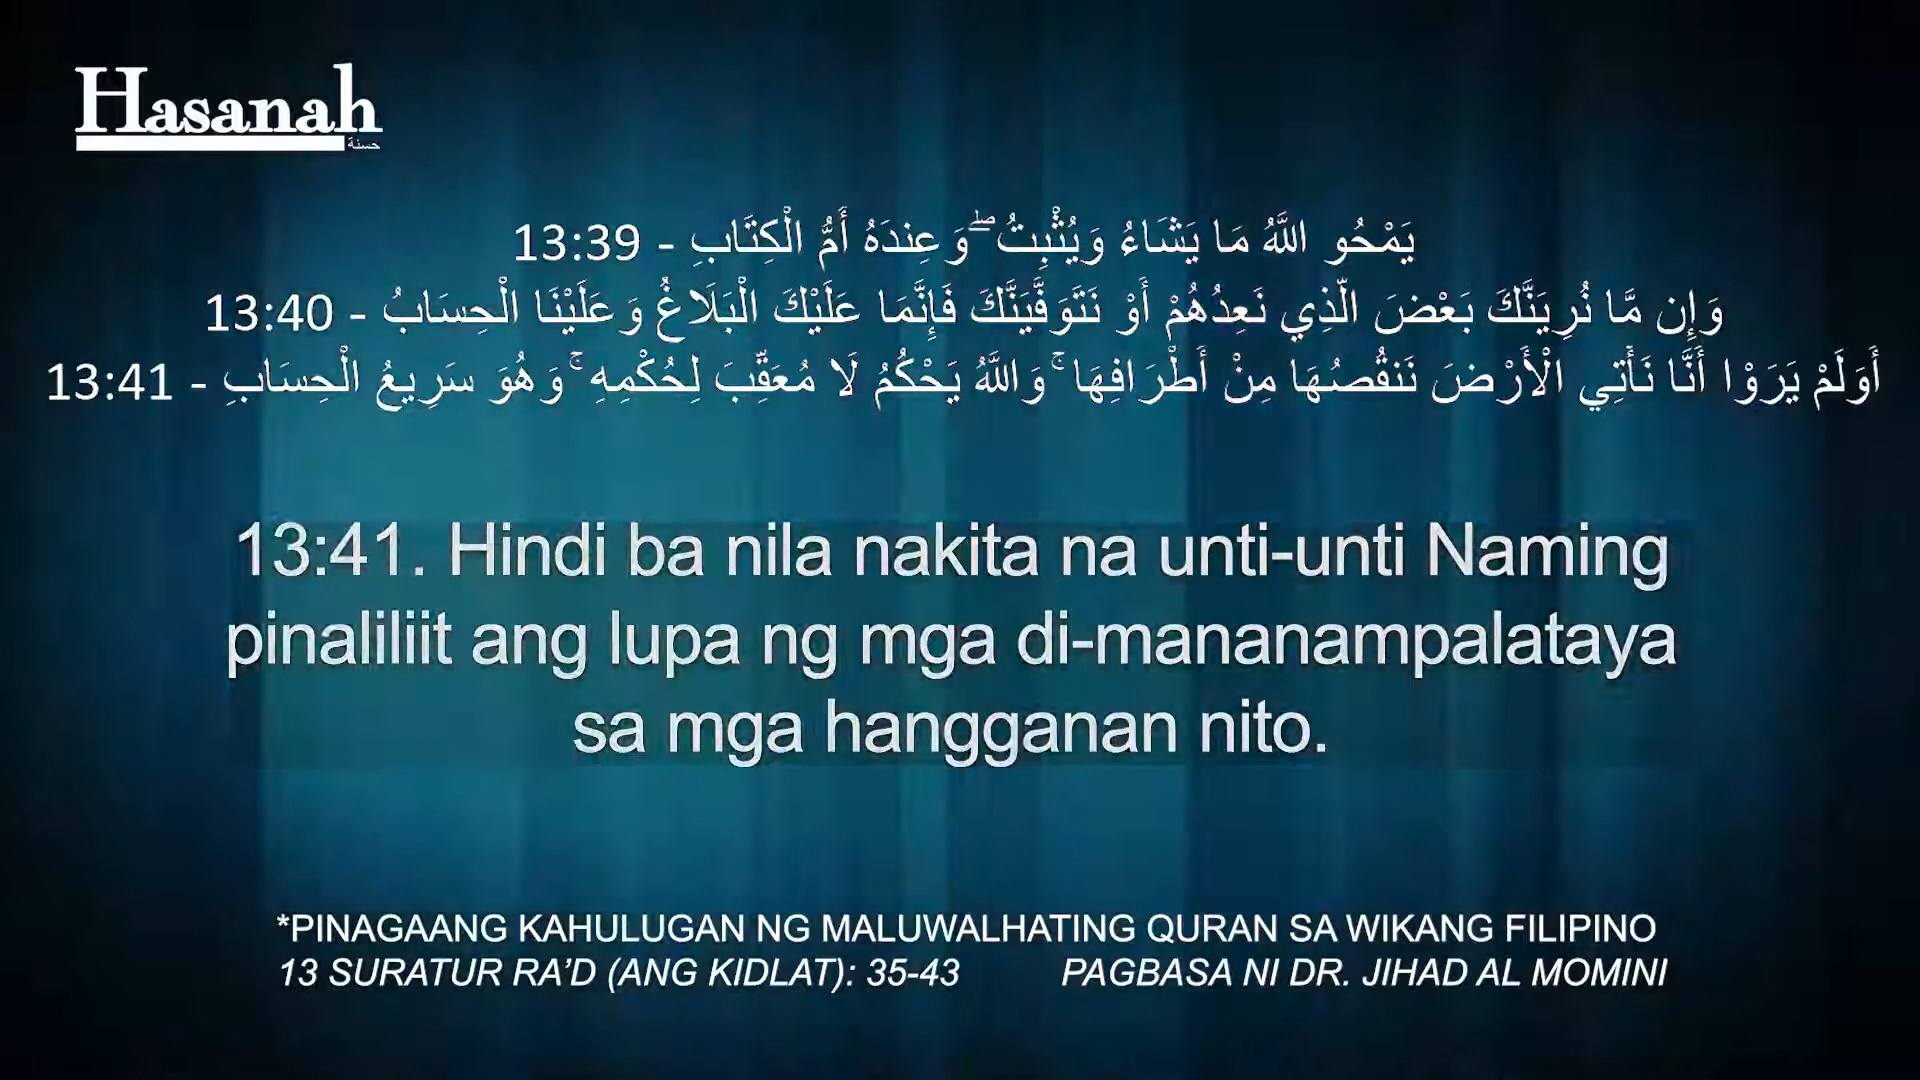 Hasanah
حسنة
يَمْحُو اللَّهُ مَا يَشَاءُ وَيُثْبِتُ ۖ وَعِندَهُ أُمُّ الْكِتَابِ - 13:39
وَإِن مَّا نُرِيَنَّكَ بَعْضَ الَّذِي نَعِدُهُمْ أَوْ نَتَوَفَّيَنَّكَ فَإِنَّمَا عَلَيْكَ الْبَلَاغُ وَعَلَيْنَا الْحِسَابُ - 13:40
أَوَلَمْ يَرَوْا أَنَّا نَأْتِي الْأَرْضَ نَنقُصُهَا مِنْ أَطْرَافِهَا ۚ وَاللَّهُ يَحْكُمُ لَا مُعَقِّبَ لِحُكْمِهِ ۚ وَهُوَ سَرِيعُ الْحِسَابِ - 13:41
13:41. Hindi ba nila nakita na unti-unti Naming
pinaliliit ang lupa ng mga di-mananampalataya
sa mga hangganan nito.
*PINAGAANG KAHULUGAN NG MALUWALHATING QURAN SA WIKANG FILIPINO
13 SURATUR RA’D (ANG KIDLAT): 35-43 PAGBASA NI DR. JIHAD AL MOMINI